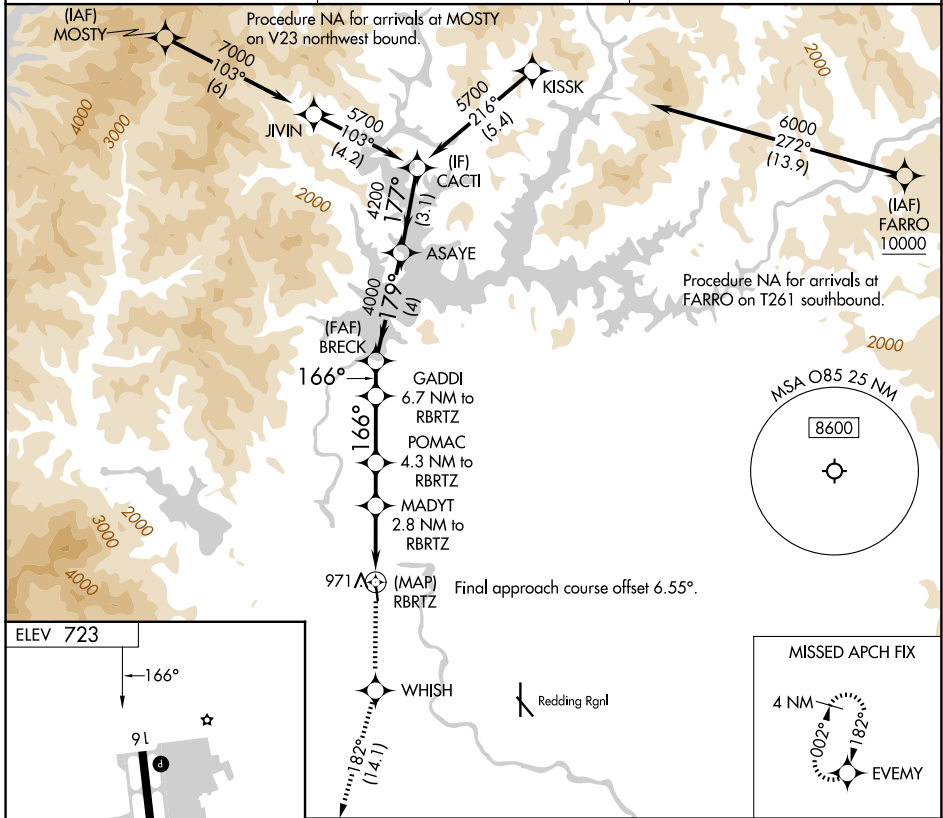 (IAF)
MOSTY
Procedure NA for arrivals at MOSTY
on V23 northwest bound.
7000
103°
(6)
JIVIN
5700
103°
(4.2)
KISSK
5700
216°
(5.4)
(IF)
CACTI
6000
272°
(13.9)
(IAF)
FARRO
10000
2000
4000
3000
2000
4200
177°
(3.1)
ASAYE
Procedure NA for arrivals at
FARRO on T261 southbound.
4000
179°
(4)
2000
(FAF)
BRECK
166°
GADDI
6.7 NM to
RBRTZ
166°
POMAC
4.3 NM to
RBRTZ
MADYT
2.8 NM to
RBRTZ
MSA O85 25 NM
8600
2000
3000
4000
971
(MAP)
RBRTZ
Final approach course offset 6.55°.
ELEV 723
166°
16
P
WHISH
182°
(14.1)
Redding Rgnl
MISSED APCH FIX
4 NM
002°
182°
EVEMY